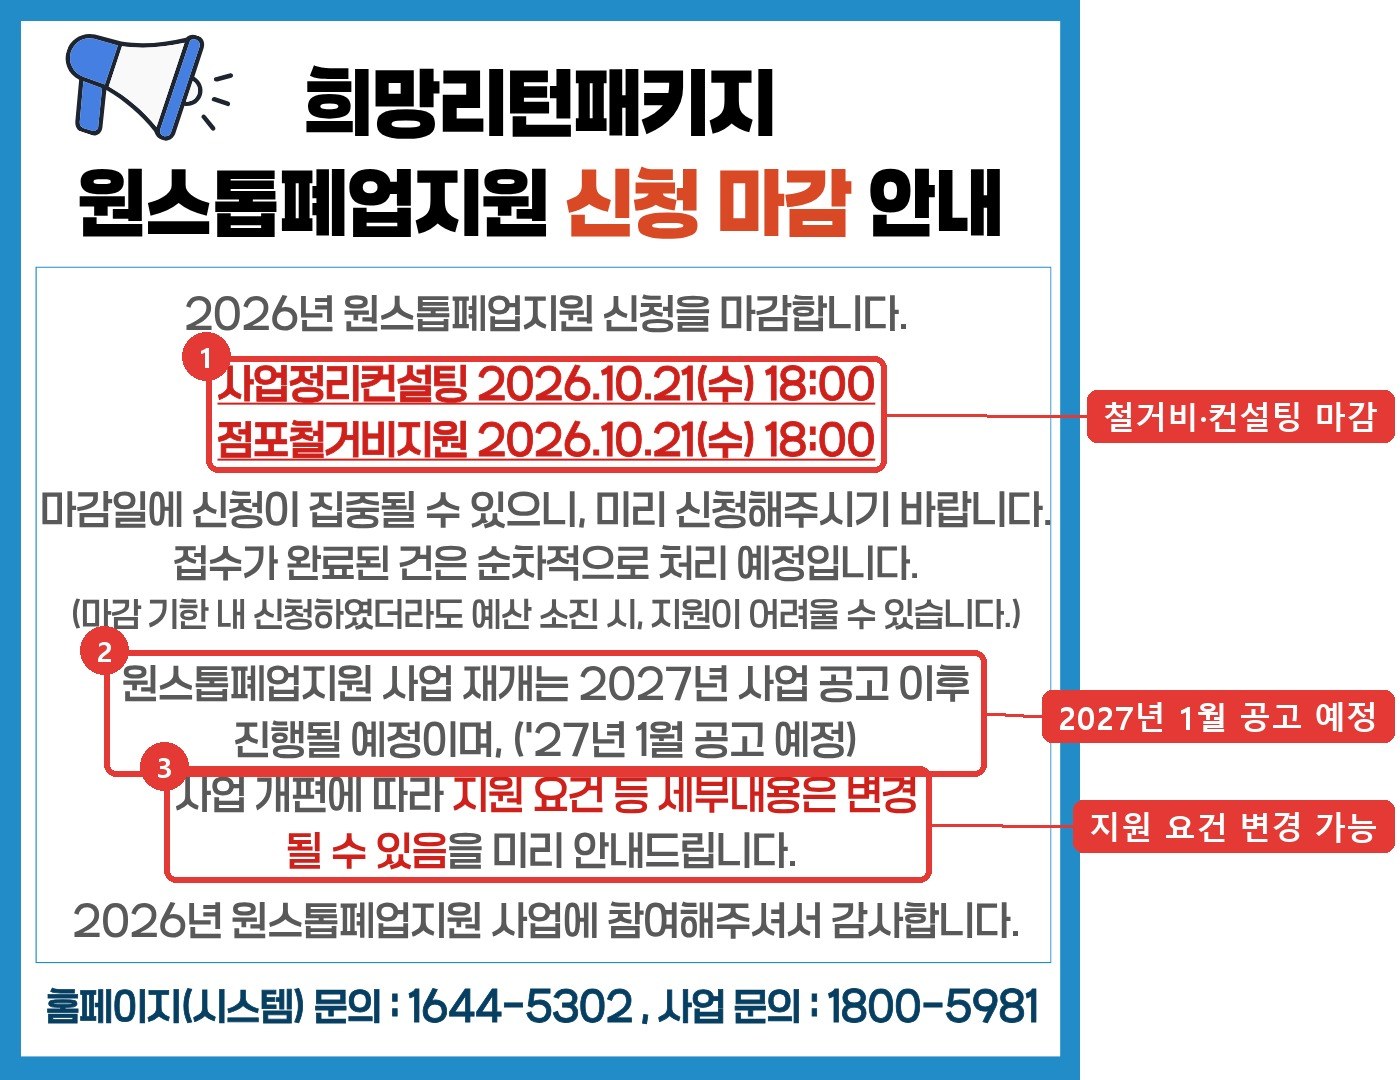 희망리턴패키지
원스톱폐업지원 신청 마감 안내
2026년 원스톱폐업지원 신청을 마감합니다.
1
사업정리컨설팅 2026.10.21(수) 18:00
점포철거비지원 2026.10.21(수) 18:00
철거비·컨설팅 마감
마감일에 신청이 집중될 수 있으니, 미리 신청해주시기 바랍니다.
접수가 완료된 건은 순차적으로 처리 예정입니다.
(마감 기한 내 신청하였더라도 예산 소진 시, 지원이 어려울 수 있습니다.)
2
원스톱폐업지원 사업 재개는 2027년 사업 공고 이후
진행될 예정이며, ('27년 1월 공고 예정)
2027년 1월 공고 예정
3
사업 개편에 따라 지원 요건 등 세부내용은 변경
될 수 있음을 미리 안내드립니다.
지원 요건 변경 가능
2026년 원스톱폐업지원 사업에 참여해주셔서 감사합니다.
홈페이지(시스템) 문의 : 1644-5302 , 사업 문의 : 1800-5981